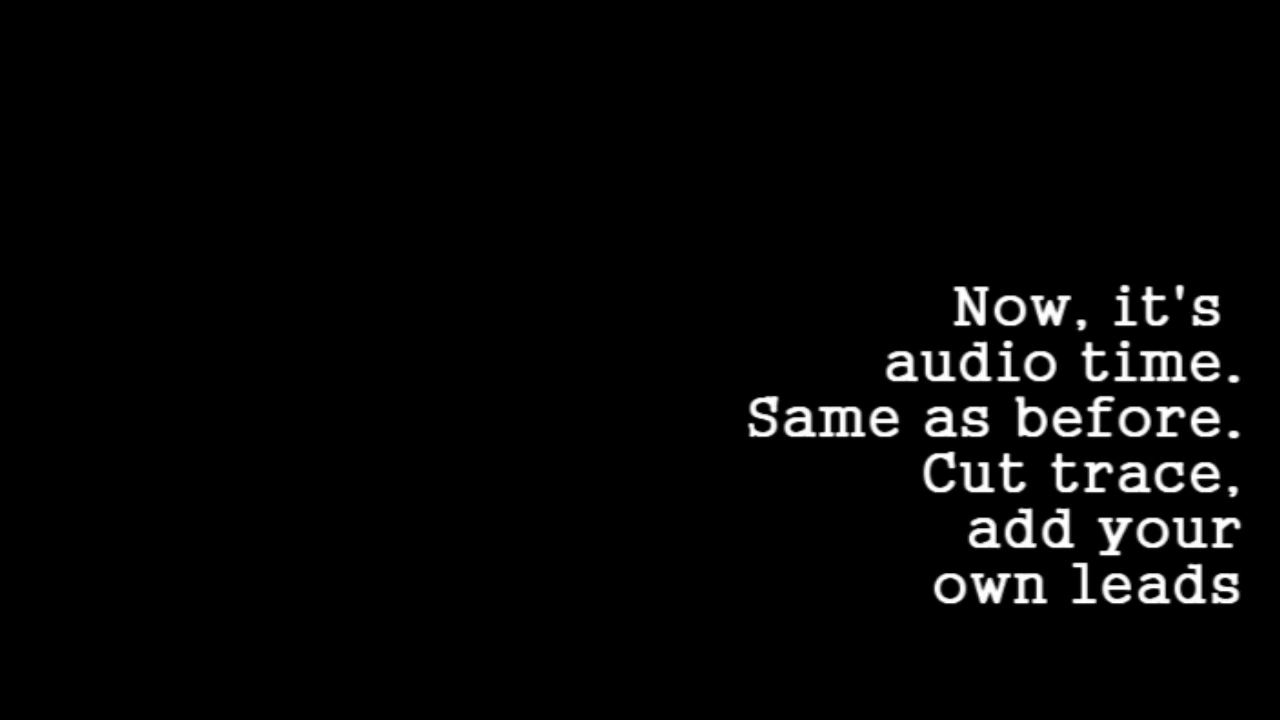 Now, it's
audio time.
Same as before.
Cut trace,
add your
own leads